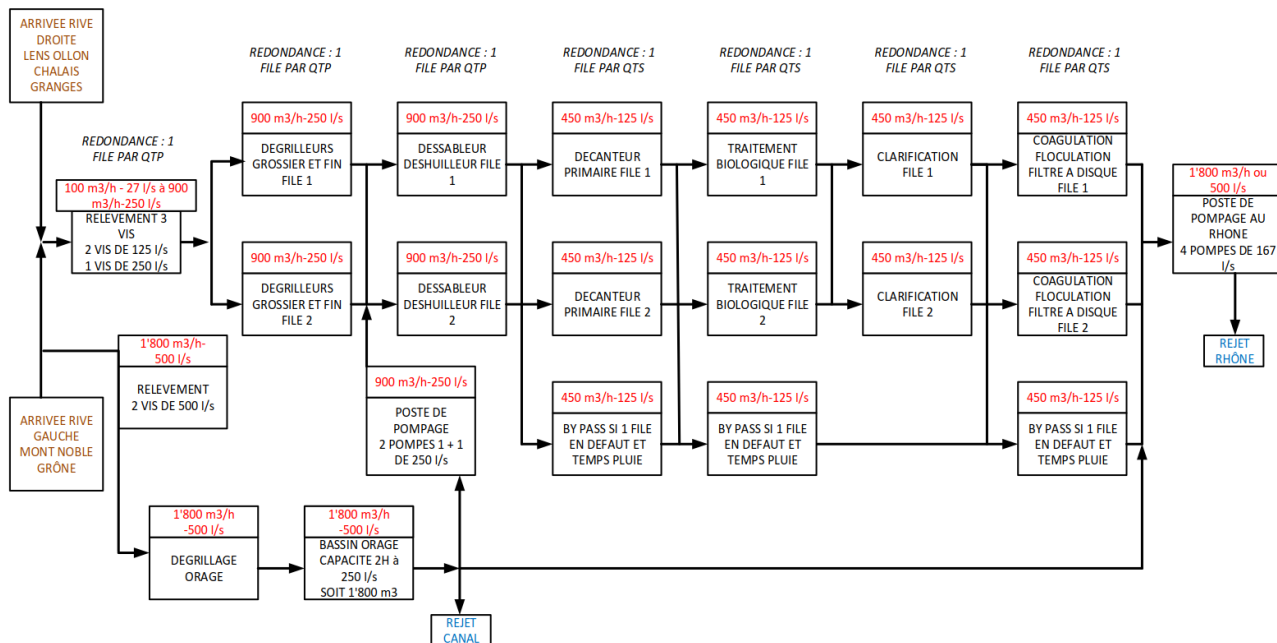 ARRIVEE RIVE
DROITE
LENS OLLON
CHALAIS
GRANGES
REDONDANCE : 1
FILE PAR QTP
REDONDANCE : 1
FILE PAR QTP
REDONDANCE : 1
FILE PAR QTS
REDONDANCE : 1
FILE PAR QTS
REDONDANCE : 1
FILE PAR QTS
REDONDANCE : 1
FILE PAR QTS
REDONDANCE : 1
FILE PAR QTP
100 m3/h - 27 l/s à 900
m3/h-250 l/s
RELEVEMENT 3
VIS
2 VIS DE 125 l/s
1 VIS DE 250 l/s
900 m3/h-250 l/s
DEGRILLEURS
GROSSIER ET FIN
FILE 1
900 m3/h-250 l/s
DESSABLEUR
DESHUILLEUR FILE
1
450 m3/h-125 l/s
DECANTEUR
PRIMAIRE FILE 1
450 m3/h-125 l/s
TRAITEMENT
BIOLOGIQUE FILE
1
450 m3/h-125 l/s
CLARIFICATION
FILE 1
450 m3/h-125 l/s
COAGULATION
FLOCULATION
FILTRE A DISQUE
FILE 1
1'800 m3/h ou
500 l/s
POSTE DE
POMPAGE AU
RHONE
4 POMPES DE 167
l/s
900 m3/h-250 l/s
DEGRILLEURS
GROSSIER ET FIN
FILE 2
900 m3/h-250 l/s
DESSABLEUR
DESHUILLEUR FILE
2
450 m3/h-125 l/s
DECANTEUR
PRIMAIRE FILE 2
450 m3/h-125 l/s
TRAITEMENT
BIOLOGIQUE FILE
2
450 m3/h-125 l/s
CLARIFICATION
FILE 2
450 m3/h-125 l/s
COAGULATION
FLOCULATION
FILTRE A DISQUE
FILE 2
REJET
RHÔNE
1'800 m3/h-
500 l/s
RELEVEMENT
2 VIS DE 500 l/s
ARRIVEE RIVE
GAUCHE
MONT NOBLE
GRÔNE
900 m3/h-250 l/s
POSTE DE
POMPAGE
2 POMPES 1 + 1
DE 250 l/s
450 m3/h-125 l/s
BY PASS SI 1 FILE
EN DEFAUT ET
TEMPS PLUIE
450 m3/h-125 l/s
BY PASS SI 1 FILE
EN DEFAUT ET
TEMPS PLUIE
450 m3/h-125 l/s
BY PASS SI 1 FILE
EN DEFAUT ET
TEMPS PLUIE
1'800 m3/h
-500 l/s
DEGRILLAGE
ORAGE
1'800 m3/h
-500 l/s
BASSIN ORAGE
CAPACITE 2H à
250 l/s
SOIT 1'800 m3
REJET
CANAL